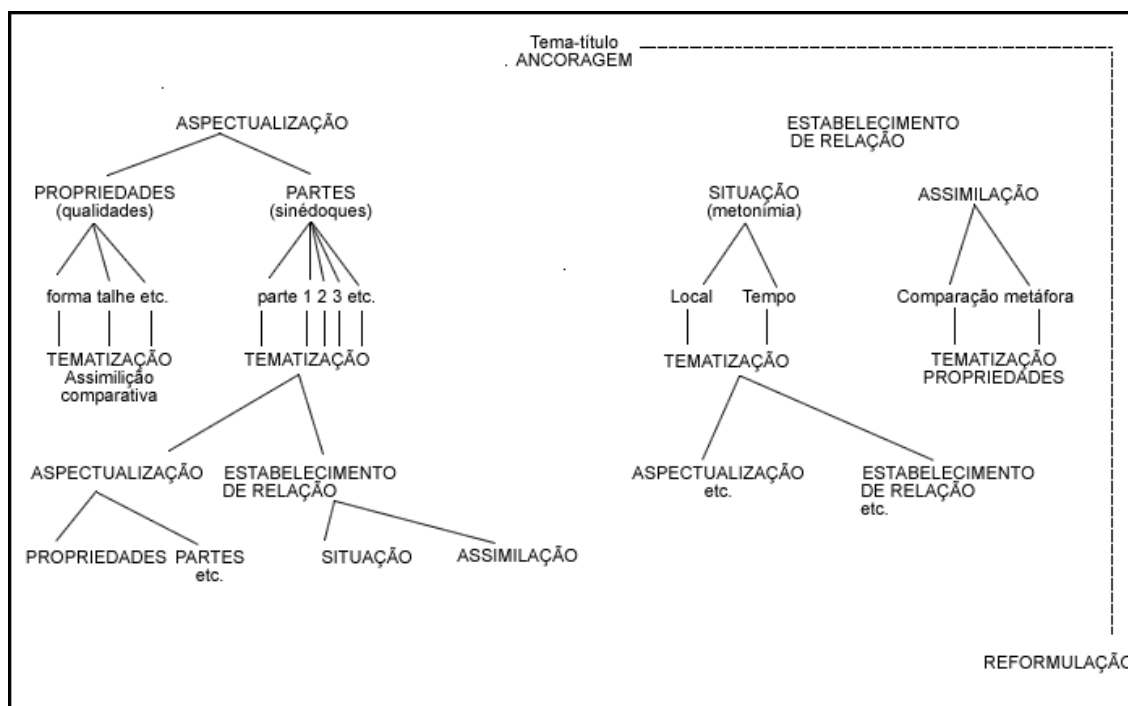 Tema-título
ANCORAGEM
ASPECTUALIZAÇÃO
ESTABELECIMENTO
DE RELAÇÃO
PROPRIEDADES
(qualidades)
PARTES
(sinédoques)
SITUAÇÃO
(metonímia)
ASSIMILAÇÃO
forma talhe etc.
parte 1 2 3 etc.
Local
Tempo
Comparação metáfora
TEMATIZAÇÃO
Assimilição
comparativa
TEMATIZAÇÃO
TEMATIZAÇÃO
TEMATIZAÇÃO
PROPRIEDADES
ASPECTUALIZAÇÃO
ESTABELECIMENTO
DE RELAÇÃO
ASPECTUALIZAÇÃO
etc.
ESTABELECIMENTO
DE RELAÇÃO
etc.
PROPRIEDADES
PARTES
etc.
SITUAÇÃO
ASSIMILAÇÃO
REFORMULAÇÃO